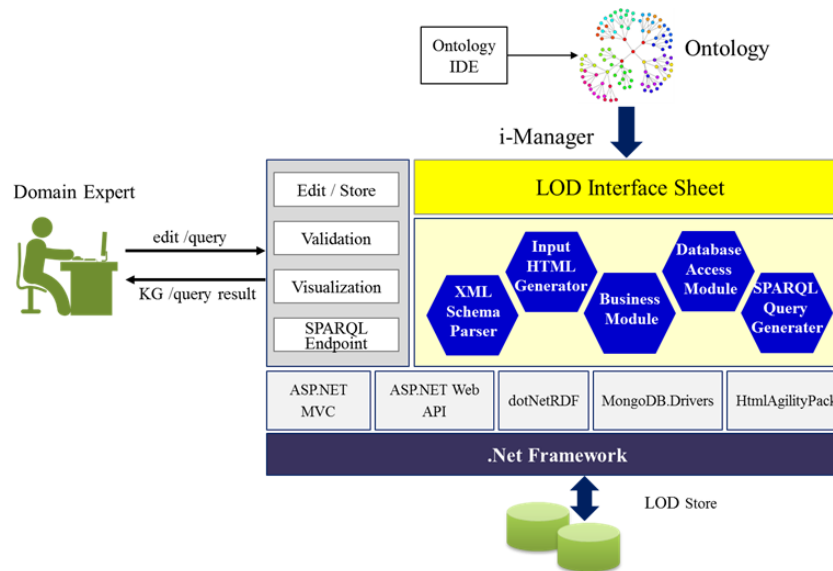 Ontology
IDE
Ontology
i-Manager
Domain Expert
edit /query
KG /query result
Edit / Store
Validation
Visualization
SPARQL
Endpoint
LOD Interface Sheet
XML
Schema
Parser
Input
HTML
Generator
Business
Module
Database
Access
Module
SPARQL
Query
Generater
ASP.NET
MVC
ASP.NET Web
API
dotNetRDF
MongoDB.Drivers
HtmlAgilityPack
.Net Framework
LOD Store